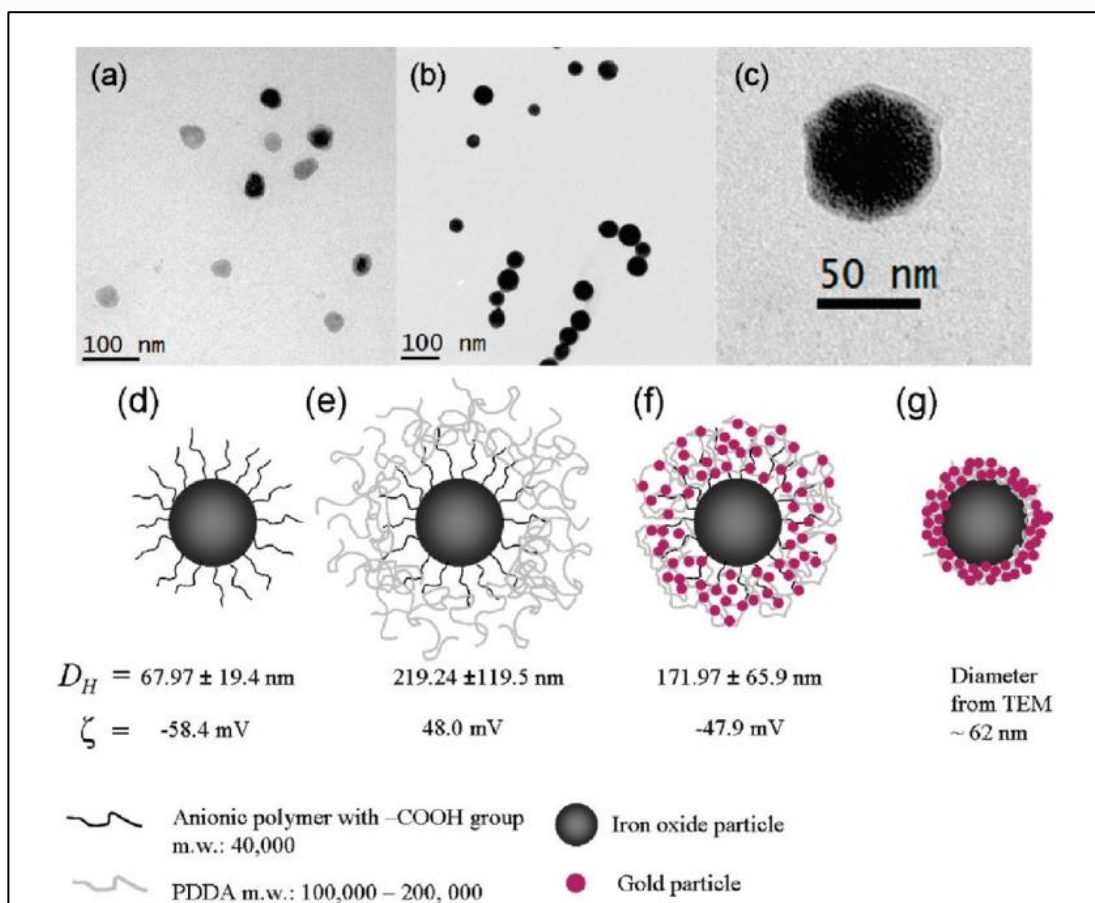 (a)
(b)
(c)
100 nm
100 nm
50 nm
(d)
(e)
(f)
(g)
D_H = 67.97 ± 19.4 nm
219.24 ±119.5 nm
171.97 ± 65.9 nm
Diameter
from TEM
~ 62 nm
ζ = -58.4 mV
48.0 mV
-47.9 mV
Anionic polymer with –COOH group
m.w.: 40,000
Iron oxide particle
PDDA m.w.: 100,000 – 200, 000
Gold particle